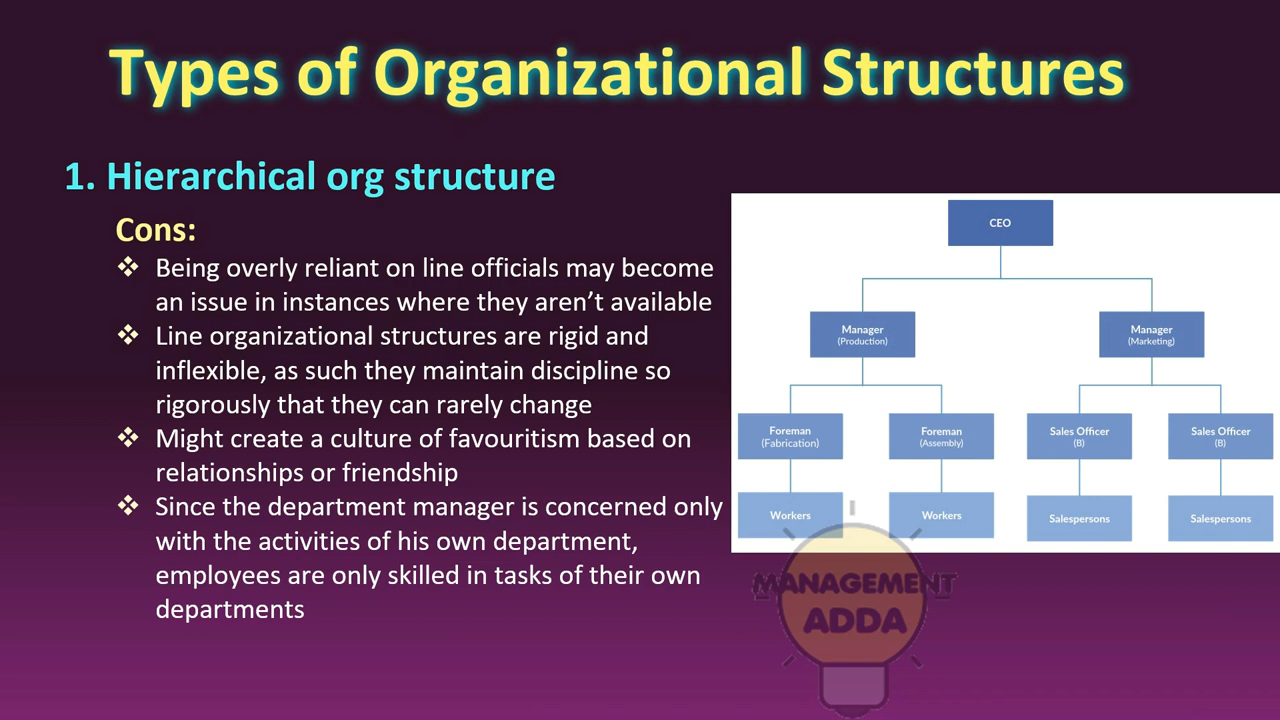 Types of Organizational Structures
1. Hierarchical org structure
Cons:
❖ Being overly reliant on line officials may become
an issue in instances where they aren’t available
❖ Line organizational structures are rigid and
inflexible, as such they maintain discipline so
rigorously that they can rarely change
❖ Might create a culture of favouritism based on
relationships or friendship
❖ Since the department manager is concerned only
with the activities of his own department,
employees are only skilled in tasks of their own
departments
CEO
Manager
(Production)
Manager
(Marketing)
Foreman
(Fabrication)
Foreman
(Assembly)
Sales Officer
(B)
Sales Officer
(B)
Workers
Workers
Salespersons
Salespersons
MANAGEMENT
ADDA